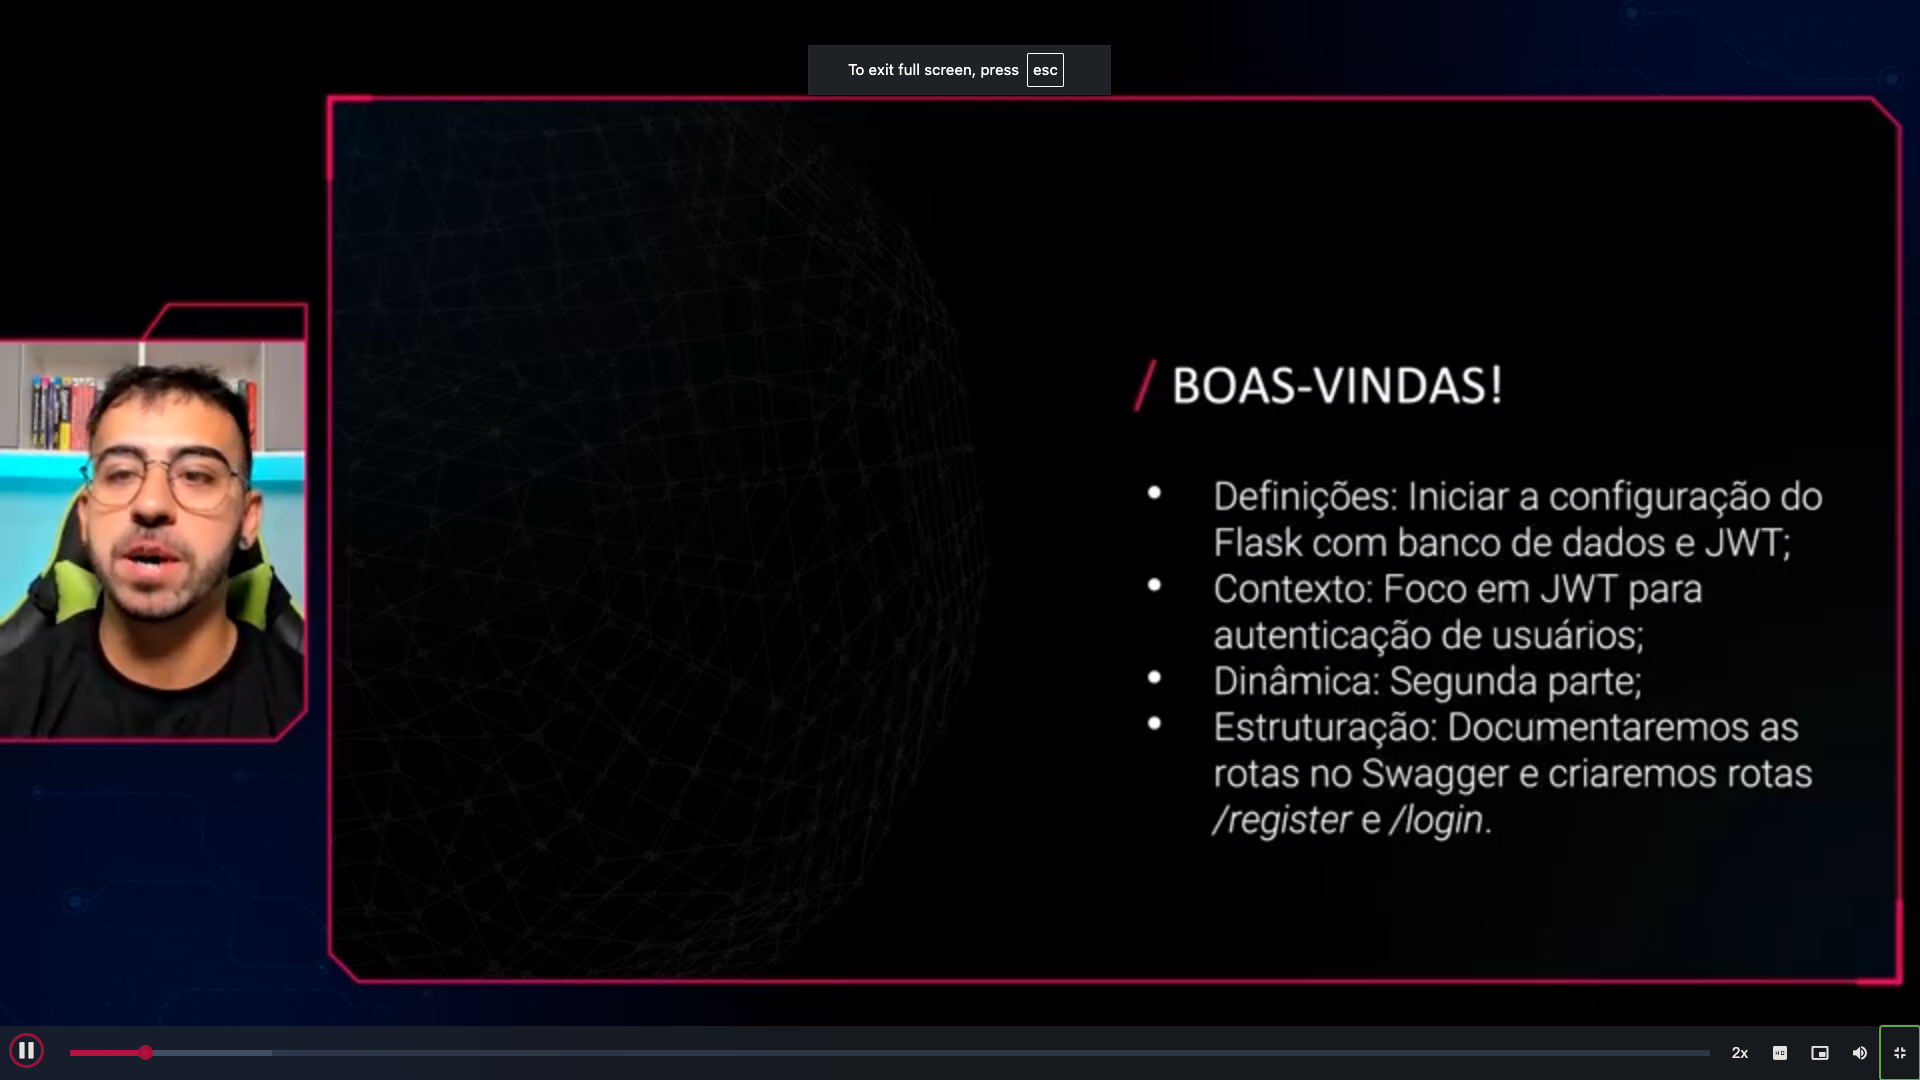 To exit full screen, press esc
/ BOAS-VINDAS!
• Definições: Iniciar a configuração do
Flask com banco de dados e JWT;
• Contexto: Foco em JWT para
autenticação de usuários;
• Dinâmica: Segunda parte;
• Estruturação: Documentaremos as
rotas no Swagger e criaremos rotas
/register e /login.
2x